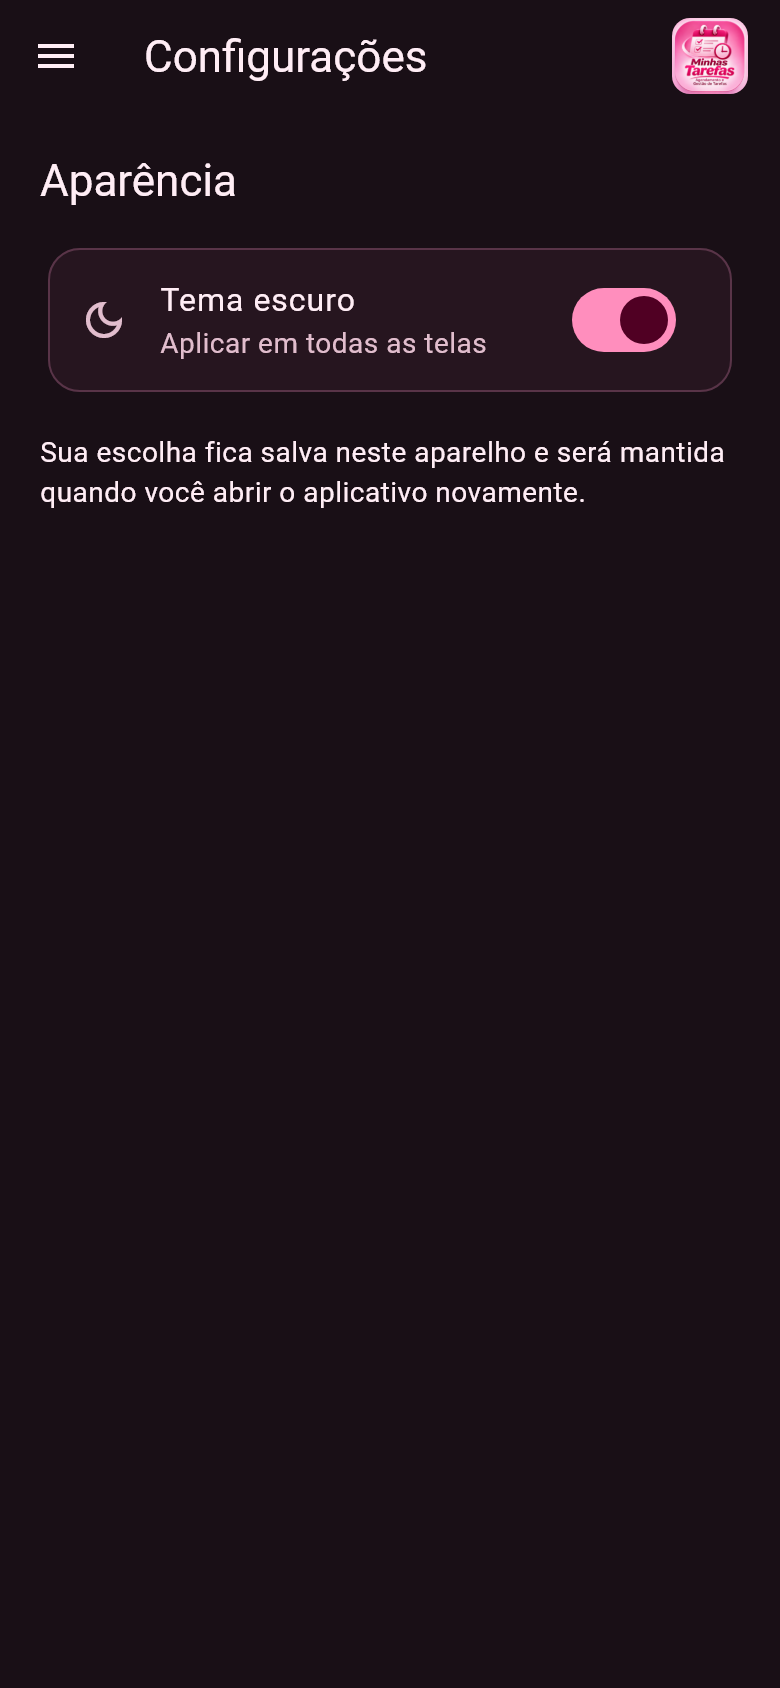 Configurações
Minhas
Tarefas
Aparência
Tema escuro
Aplicar em todas as telas
Sua escolha fica salva neste aparelho e será mantida
quando você abrir o aplicativo novamente.